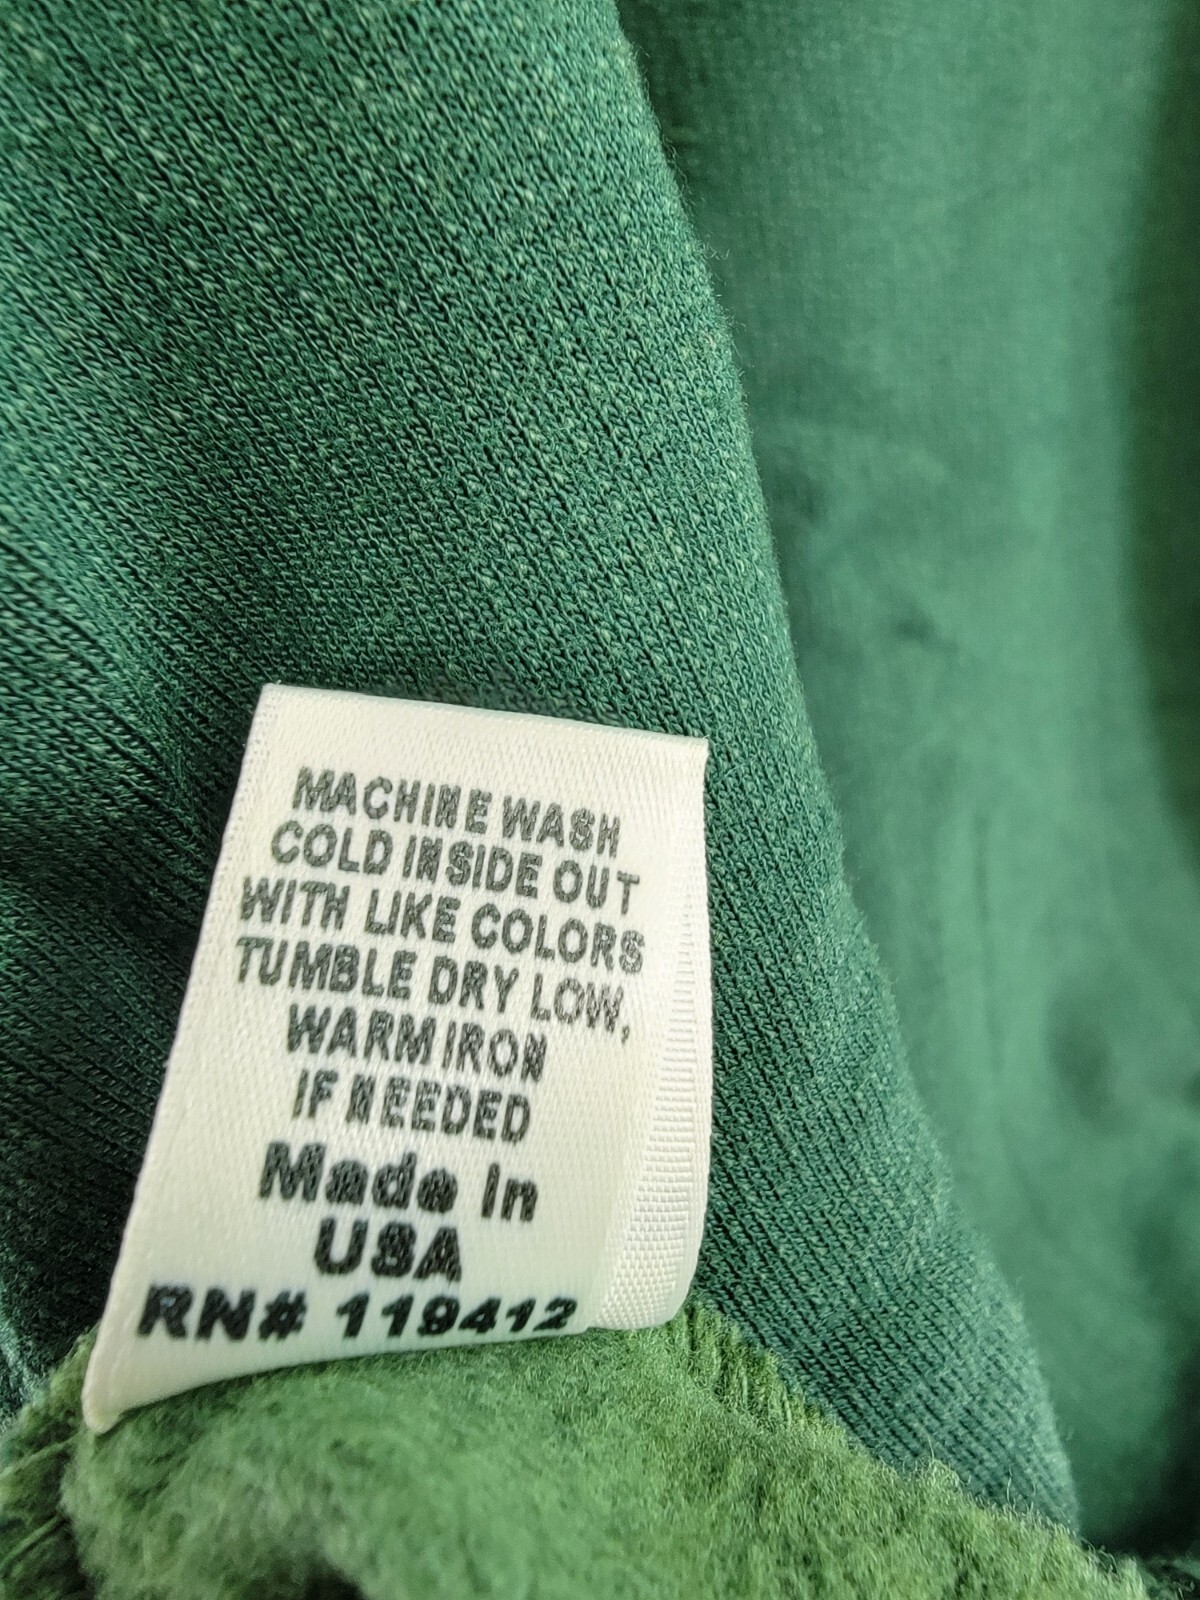 MACHINE WASH
COLD INSIDE OUT
WITH LIKE COLORS
TUMBLE DRY LOW,
WARM IRON
IF NEEDED
Made in
USA
RN# 119412